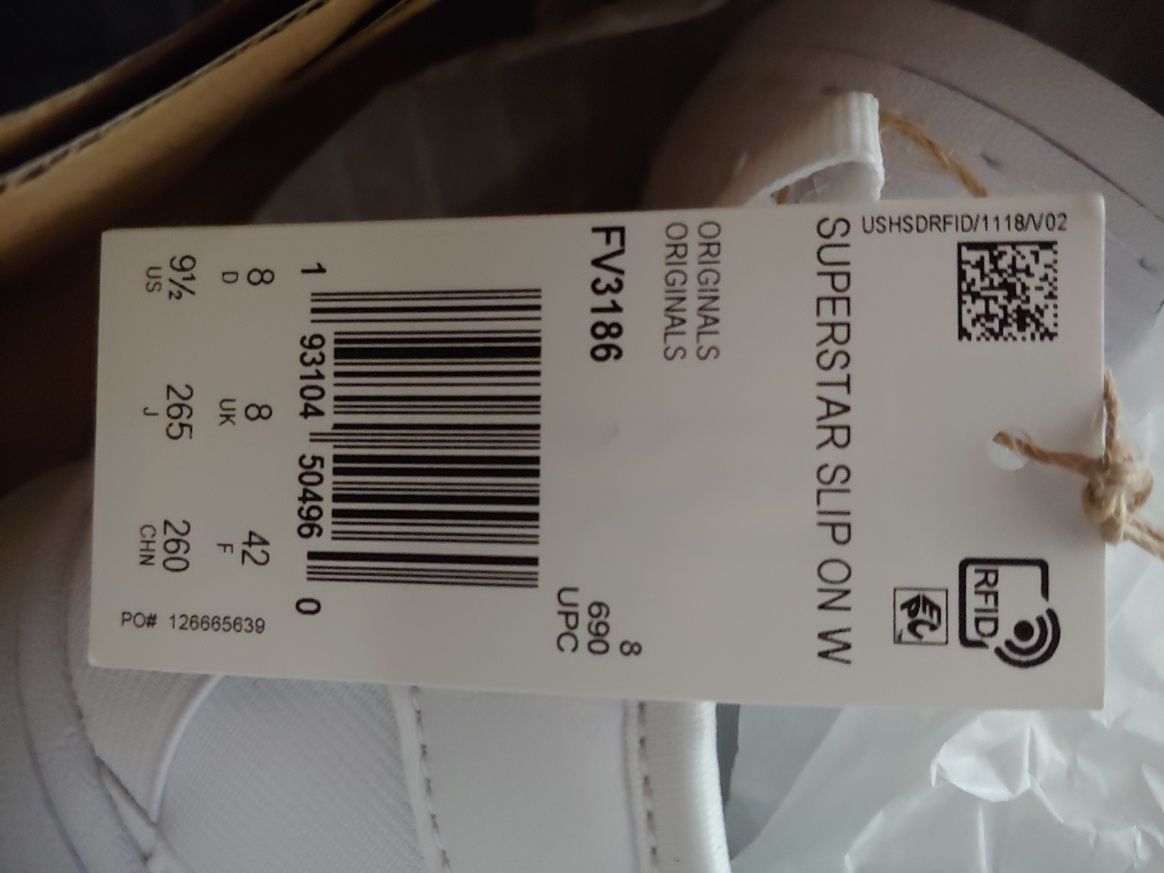 USHSDRFID/1118/V02
RFID
EPC
SUPERSTAR SLIP ON W
ORIGINALS
ORIGINALS
FV3186
8
690
UPC
1 93104 50496 0
8 8 42
D UK F
9½ 265 260
US J CHN
PO# 126665639